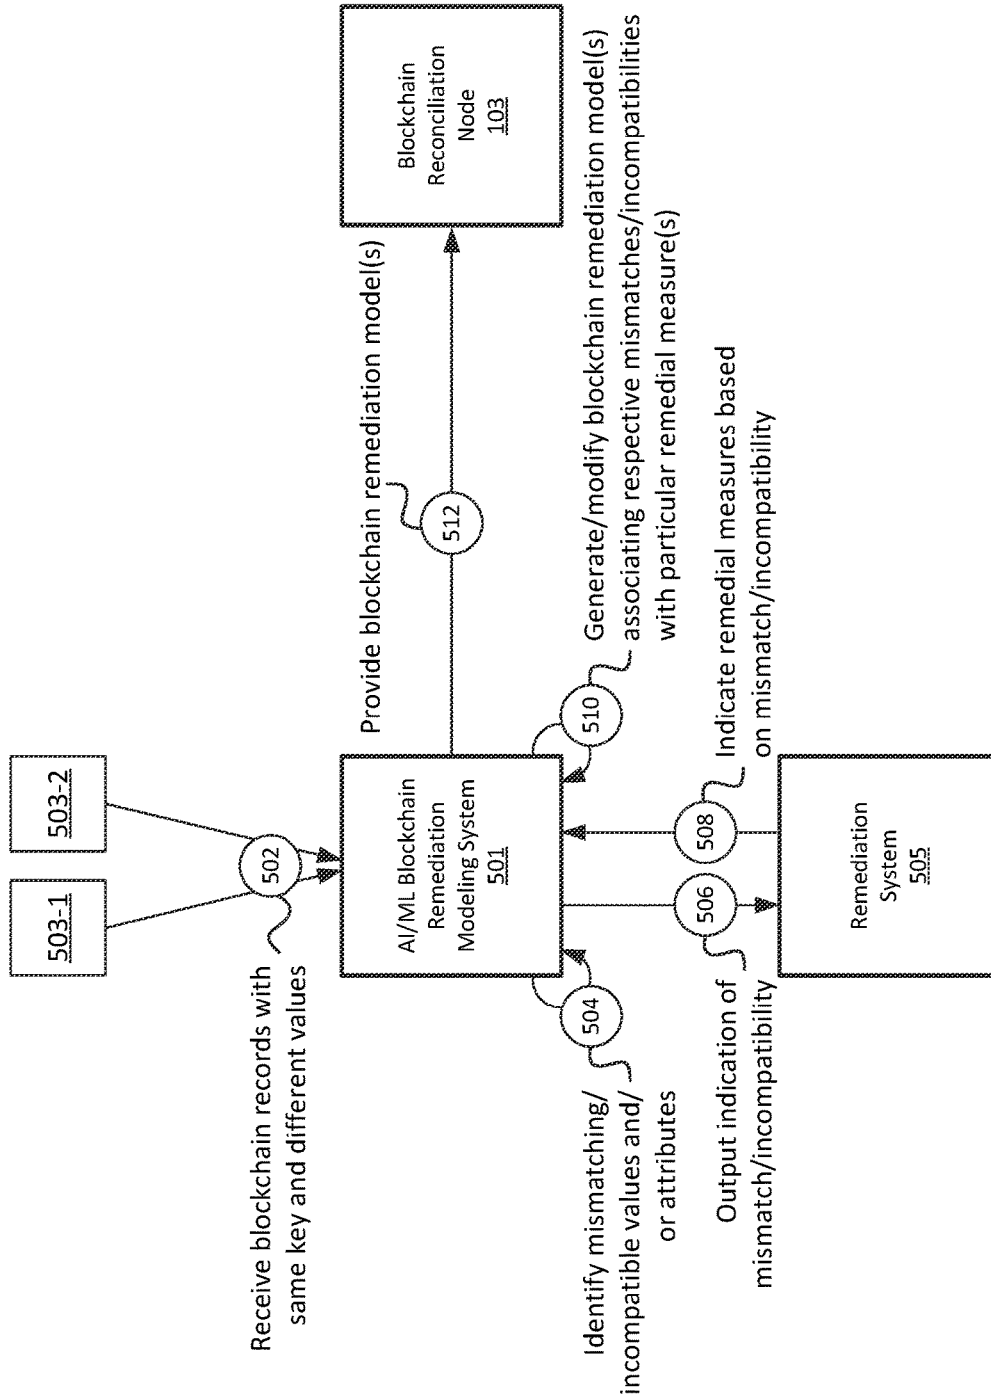 503-1
503-2
502
Receive blockchain records with
same key and different values
AI/ML Blockchain
Remediation
Modeling System
501
Provide blockchain remediation model(s)
512
Blockchain
Reconciliation
Node
103
504
Identify mismatching/
incompatible values and/
or attributes
510
Generate/modify blockchain remediation model(s)
associating respective mismatches/incompatibilities
with particular remedial measure(s)
506
Output indication of
mismatch/incompatibility
508
Indicate remedial measures based
on mismatch/incompatibility
Remediation
System
505